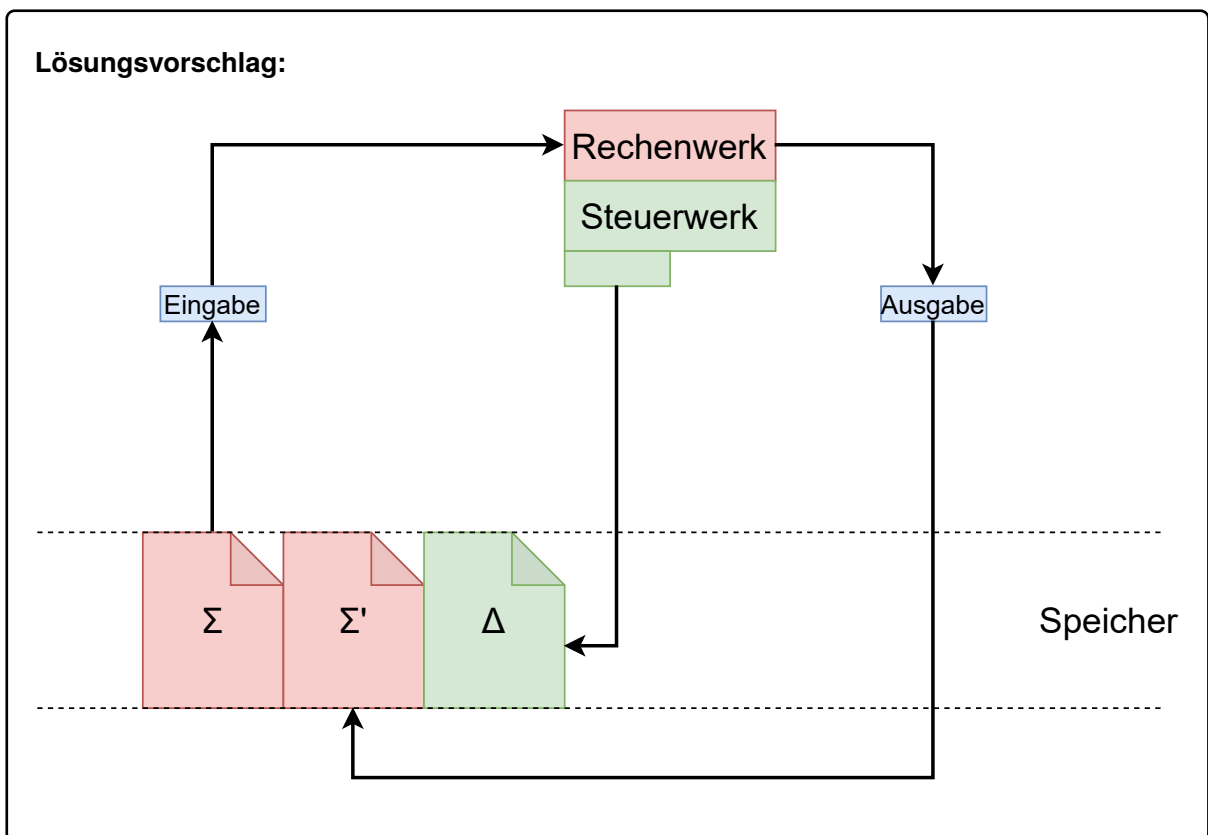 Lösungsvorschlag:
Rechenwerk
Steuerwerk
Eingabe
Ausgabe
Σ
Σ'
Δ
Speicher